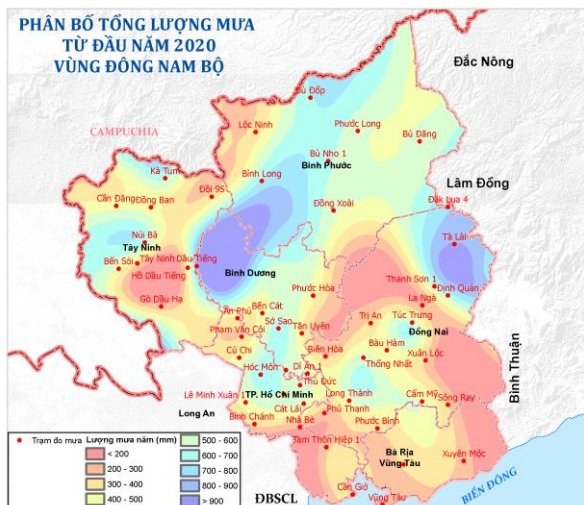 PHÂN BỐ TỔNG LƯỢNG MƯA
TỪ ĐẦU NĂM 2020
VÙNG ĐÔNG NAM BỘ
Đắc Nông
CAMPUCHIA
Bù Đốp
Lộc Ninh
Phước Long
Bù Đăng
Bù Nho 1
Bình Phước
Kà Tum
Bình Long
Lâm Đồng
Đồi 95
Cần Đăng
Đồng Ban
Đăk Lua 4
Đồng Xoài
Núi Bà
Tây Ninh
Tà Lài
Bến Sỏi
Tây Ninh
Dầu Tiếng
Hồ Dầu Tiếng
Bình Dương
Thanh Sơn 1
Định Quán
Phước Hòa
Gò Dầu Hạ
La Ngà
An Phú
Bến Cát
Sở Sao
Trị An
Túc Trưng
Phạm Văn Cội
Tân Uyên
Đồng Nai
Củ Chi
Biên Hòa
Bàu Hàm
Thống Nhất
Xuân Lộc
Bình Thuận
Hóc Môn
Dĩ An 1
Thủ Đức
Lê Minh Xuân 1
TP. Hồ Chí Minh
Long Thành
Cẩm Mỹ
Sông Ray
Cát Lái
Phú Thạnh
Long An
Bình Chánh
Nhà Bè
Phước Bình
Tam Thôn Hiệp 1
Bà Rịa
Vũng Tàu
Xuyên Mộc
Cần Giờ
Vũng Tàu
BIỂN ĐÔNG
ĐBSCL
Trạm đo mưa
Lượng mưa năm (mm)
< 200
200 - 300
300 - 400
400 - 500
500 - 600
600 - 700
700 - 800
800 - 900
> 900